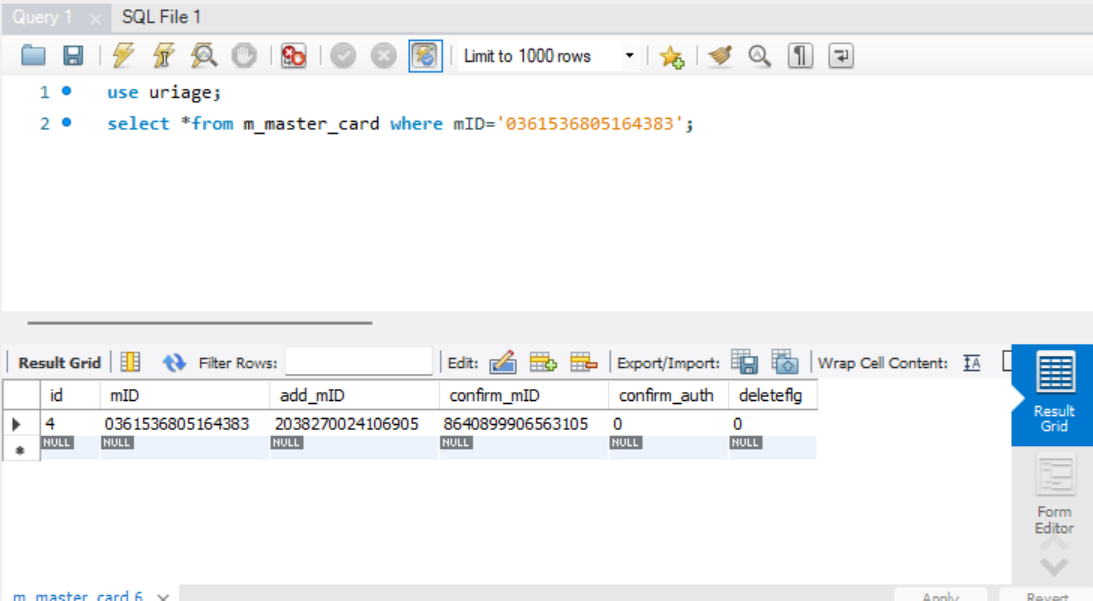 Query 1
SQL File 1
Limit to 1000 rows
1 use uriage;
2 select *from m_master_card where mID='0361536805164383';
Result Grid Filter Rows: Edit: Export/Import: Wrap Cell Content:
id mID add_mID confirm_mID confirm_auth deleteflg
4 0361536805164383 2038270024106905 8640899906563105 0 0
NULL NULL NULL NULL NULL NULL
Result
Grid
Form
Editor
m_master_card 6
Apply Revert